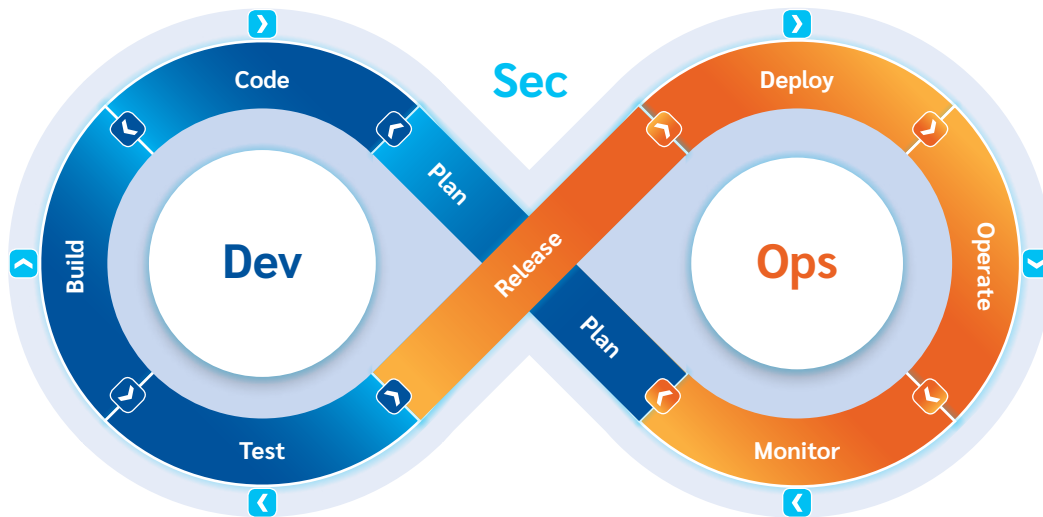 Sec
Code
Deploy
Plan
Build
Dev
Release
Ops
Operate
Plan
Test
Monitor